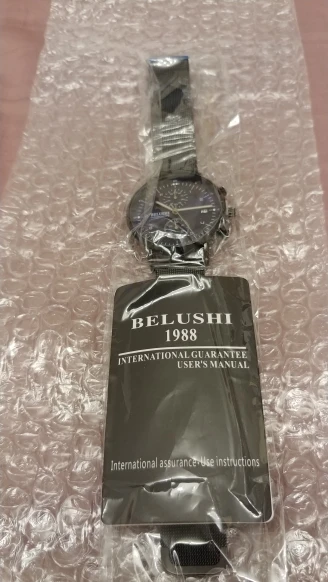 BELUSHI
1988
INTERNATIONAL GUARANTEE
USER'S MANUAL
International assurance·Use instructions